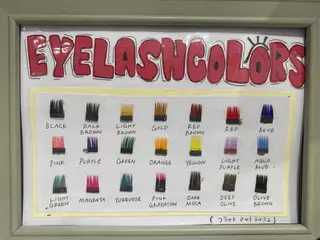 EYELASHCOLORS
BLACK DARK BROWN LIGHT BROWN GOLD RED BROWN RED BLUE
PINK PURPLE GREEN ORANGE YELLOW LIGHT PURPLE AQUA BLUE
LIGHT GREEN MAGENTA TURQUOISE PINK GRADATION DARK MOCA DEEP OLIVE OLIVE BROWN